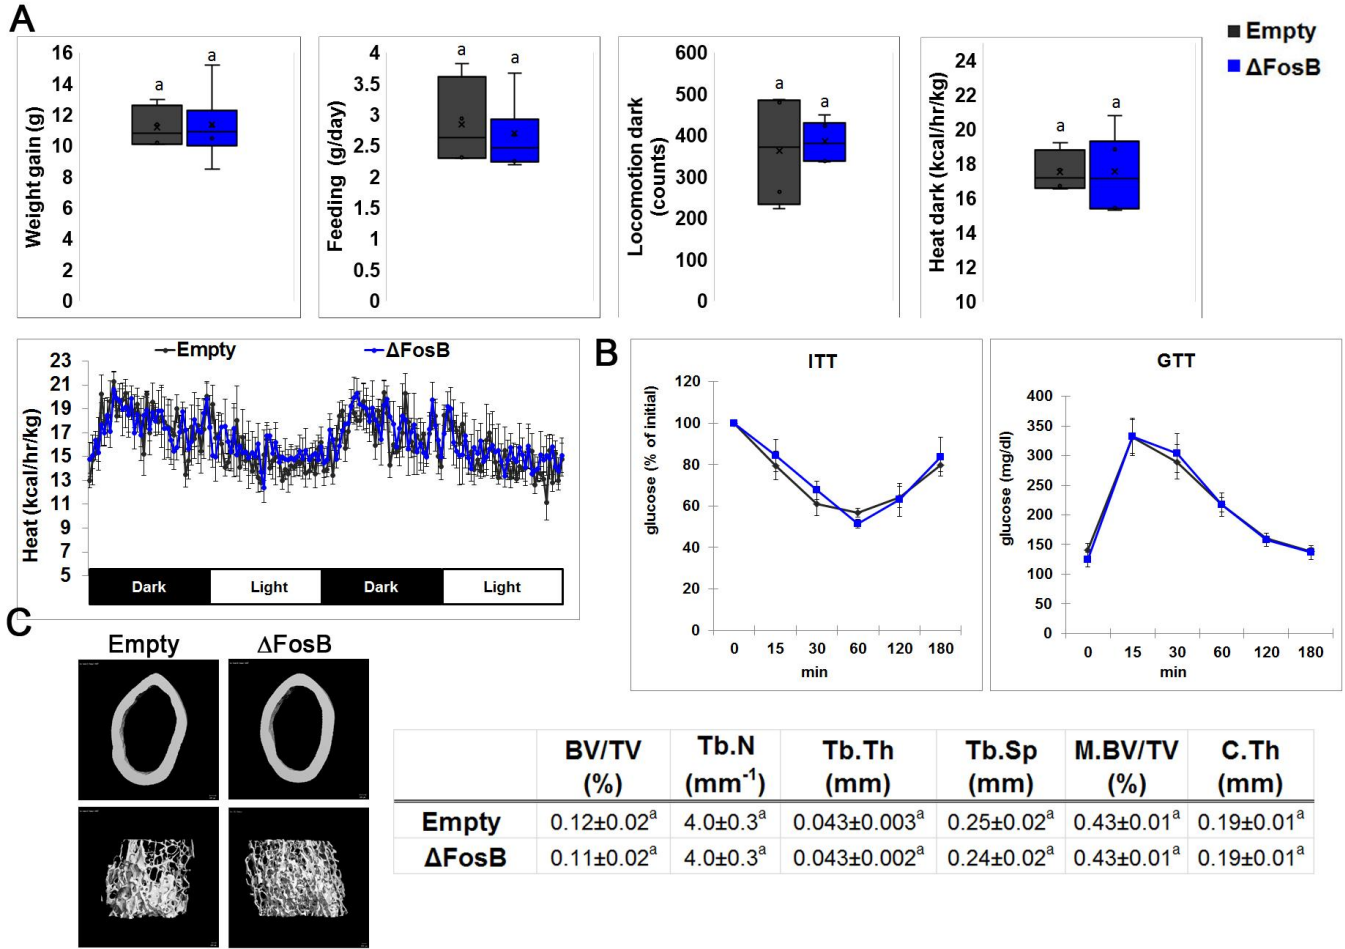 A
Empty
ΔFosB
Weight gain (g)
16
14
12
10
8
6
4
2
0
a
a
Feeding (g/day)
4
3.5
3
2.5
2
1.5
1
0.5
0
a
a
Locomotion dark
(counts)
600
500
400
300
200
100
0
a
a
Heat dark (kcal/hr/kg)
24
22
20
18
16
14
12
10
a
a
Empty
ΔFosB
Heat (kcal/hr/kg)
23
21
19
17
15
13
11
9
7
5
Dark Light Dark Light
B
ITT
glucose (% of initial)
120
100
80
60
40
20
0
0 15 30 60 120 180
min
GTT
glucose (mg/dl)
400
350
300
250
200
150
100
50
0
0 15 30 60 120 180
min
C
Empty ΔFosB
BV/TV (%) Tb.N (mm⁻¹) Tb.Th (mm) Tb.Sp (mm) M.BV/TV (%) C.Th (mm)
Empty 0.12±0.02ᵃ 4.0±0.3ᵃ 0.043±0.003ᵃ 0.25±0.02ᵃ 0.43±0.01ᵃ 0.19±0.01ᵃ
ΔFosB 0.11±0.02ᵃ 4.0±0.3ᵃ 0.043±0.002ᵃ 0.24±0.02ᵃ 0.43±0.01ᵃ 0.19±0.01ᵃ